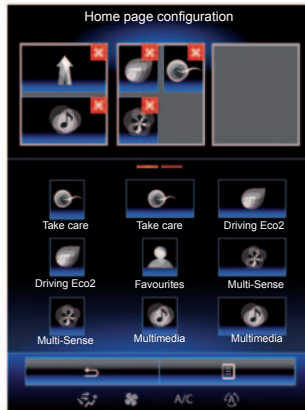 Home page configuration
Take care Take care Driving Eco2
Driving Eco2 Favourites Multi-Sense
Multi-Sense Multimedia Multimedia
A/C